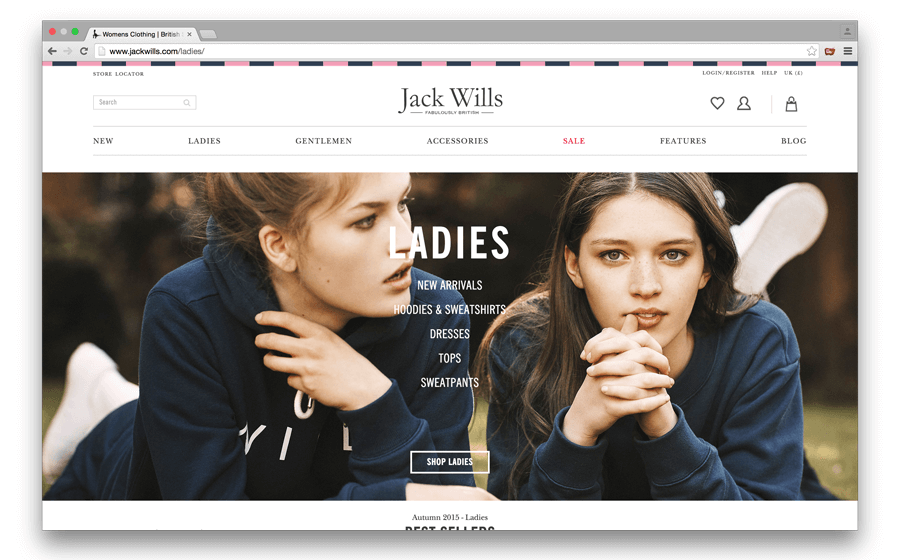 Womens Clothing | British
www.jackwills.com/ladies/
STORE LOCATOR
LOGIN/REGISTER HELP UK (£)
Search
Jack Wills
FABULOUSLY BRITISH
NEW LADIES GENTLEMEN ACCESSORIES SALE FEATURES BLOG
LADIES
NEW ARRIVALS
HOODIES & SWEATSHIRTS
DRESSES
TOPS
SWEATPANTS
SHOP LADIES
Autumn 2015 - Ladies
BEST SELLERS